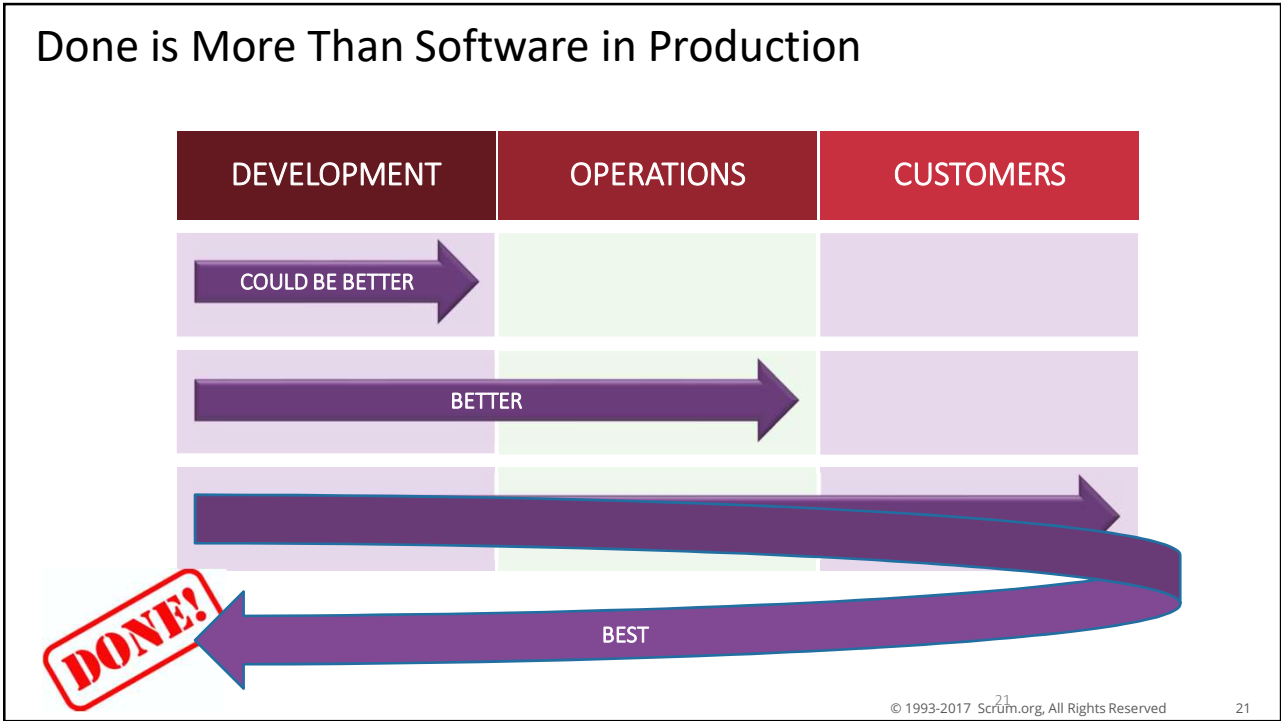 Done is More Than Software in Production
DEVELOPMENT OPERATIONS CUSTOMERS
COULD BE BETTER
BETTER
BEST
DONE!
21
© 1993-2017 Scrum.org, All Rights Reserved 21